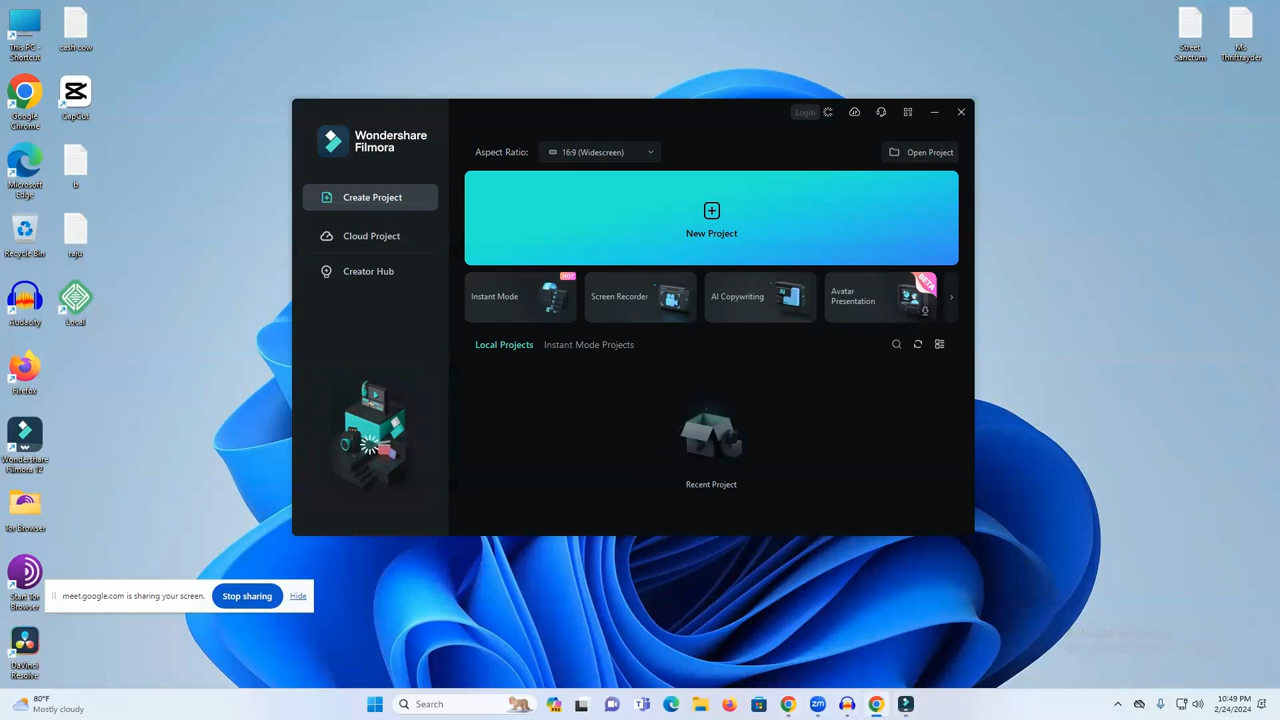 This PC -
Shortcut
cash cow
Google
Chrome
CapCut
Microsoft
Edge
b
Recycle Bin
raju
Audacity
Local
Firefox
Wondershare
Filmora 12
Tor Browser
Start Tor
Browser
DaVinci
Resolve
Street
Sanctum
Ms
Thriftrayder
Wondershare
Filmora
Create Project
Cloud Project
Creator Hub
Login
Aspect Ratio:
16:9 (Widescreen)
Open Project
New Project
Instant Mode
HOT
Screen Recorder
AI Copywriting
Avatar
Presentation
BETA
Local Projects
Instant Mode Projects
Recent Project
meet.google.com is sharing your screen.
Stop sharing
Hide
80°F
Mostly cloudy
Search
zm
10:49 PM
2/24/2024